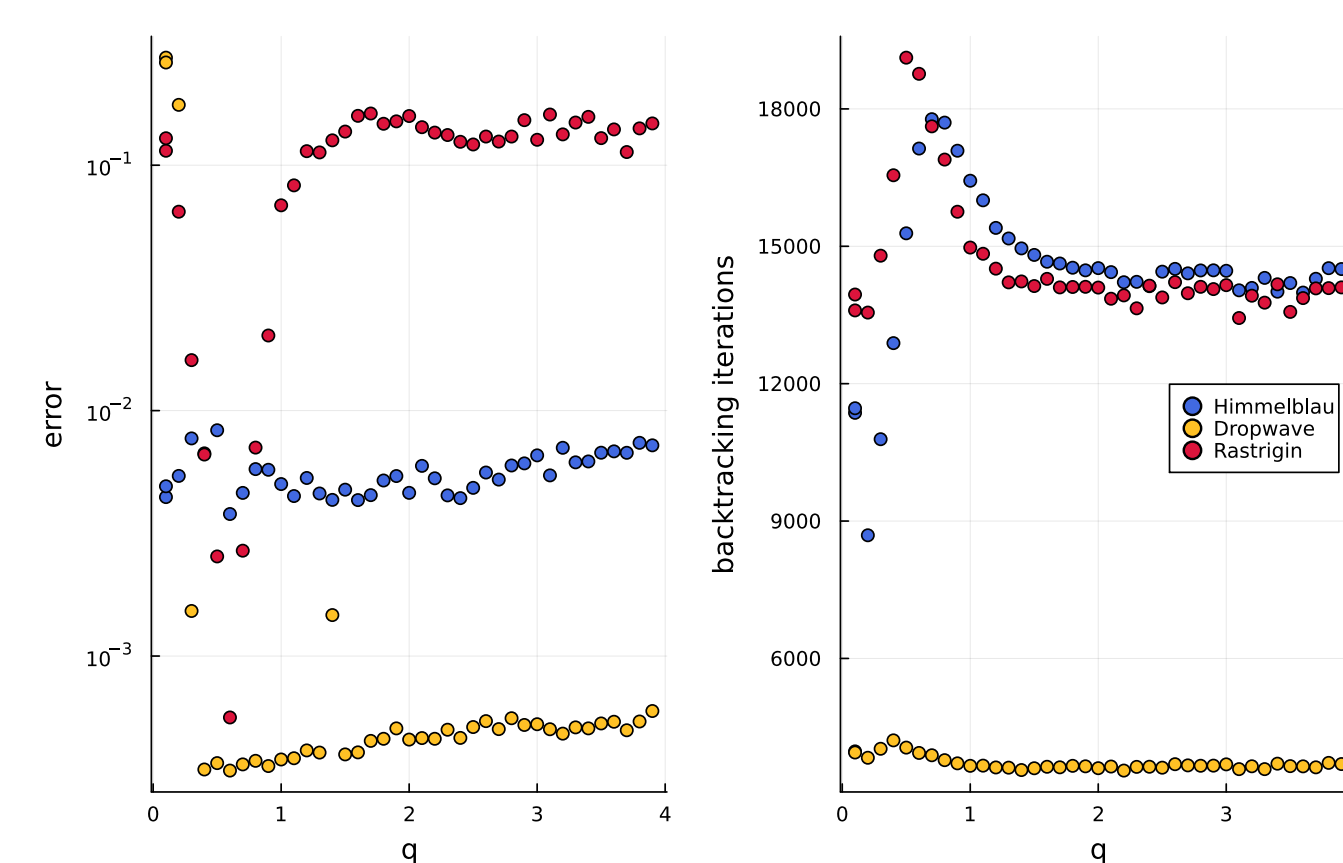 error
10⁻¹
10⁻²
10⁻³
0 1 2 3 4
q
backtracking iterations
18000
15000
12000
9000
6000
0 1 2 3
q
Himmelblau
Dropwave
Rastrigin